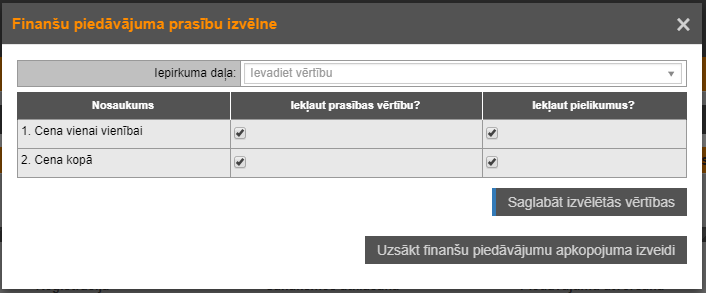 Finanšu piedāvājuma prasību izvēlne
Iepirkuma daļa: Ievadiet vērtību
Nosaukums Iekļaut prasības vērtību? Iekļaut pielikumus?
1. Cena vienai vienībai
2. Cena kopā
Saglabāt izvēlētās vērtības
Uzsākt finanšu piedāvājumu apkopojuma izveidi